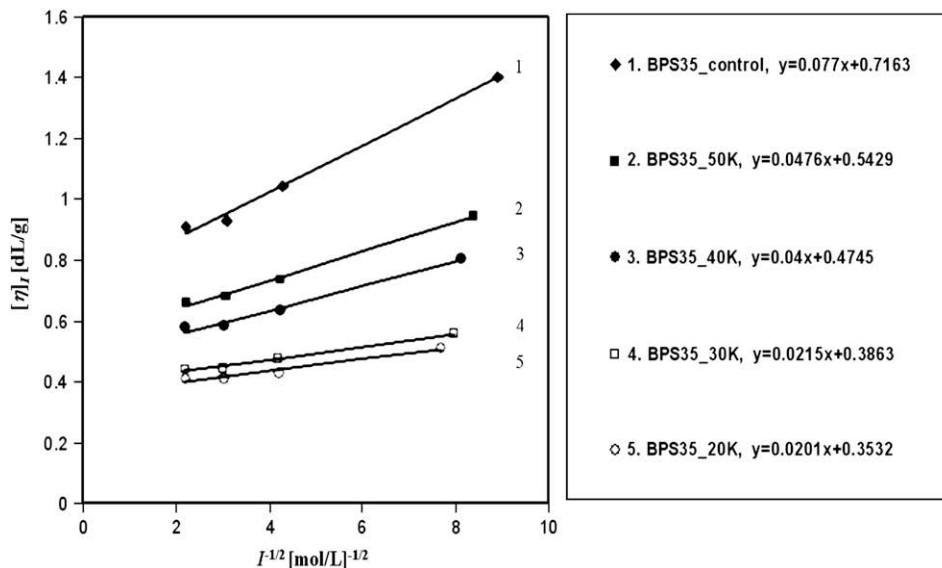 1.6
1.4
1.2
1
0.8
0.6
0.4
0.2
0
0 2 4 6 8 10
[η]I [dL/g]
I-1/2 [mol/L]-1/2
1
2
3
4
5
1. BPS35_control, y=0.077x+0.7163
2. BPS35_50K, y=0.0476x+0.5429
3. BPS35_40K, y=0.04x+0.4745
4. BPS35_30K, y=0.0215x+0.3863
5. BPS35_20K, y=0.0201x+0.3532